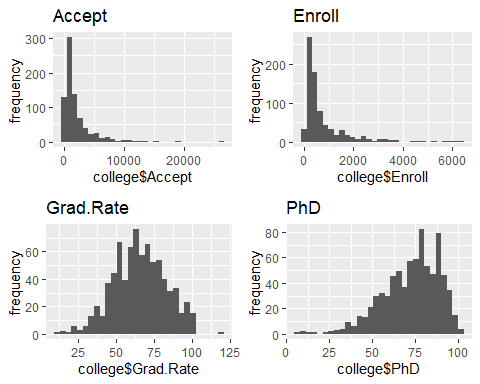 Accept
frequency
300
200
100
0
0
10000
20000
college$Accept
Enroll
frequency
200
100
0
0
2000
4000
6000
college$Enroll
Grad.Rate
frequency
60
40
20
0
25
50
75
100
125
college$Grad.Rate
PhD
frequency
80
60
40
20
0
0
25
50
75
100
college$PhD